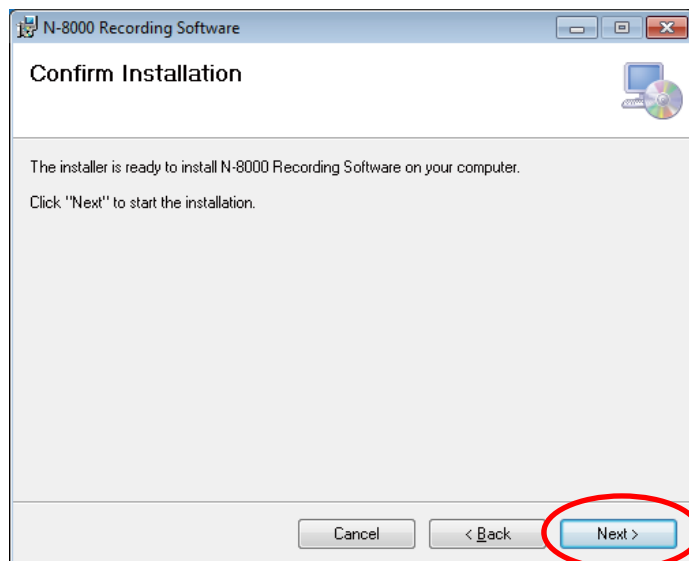 N-8000 Recording Software
Confirm Installation
The installer is ready to install N-8000 Recording Software on your computer.
Click "Next" to start the installation.
Cancel
< Back
Next >